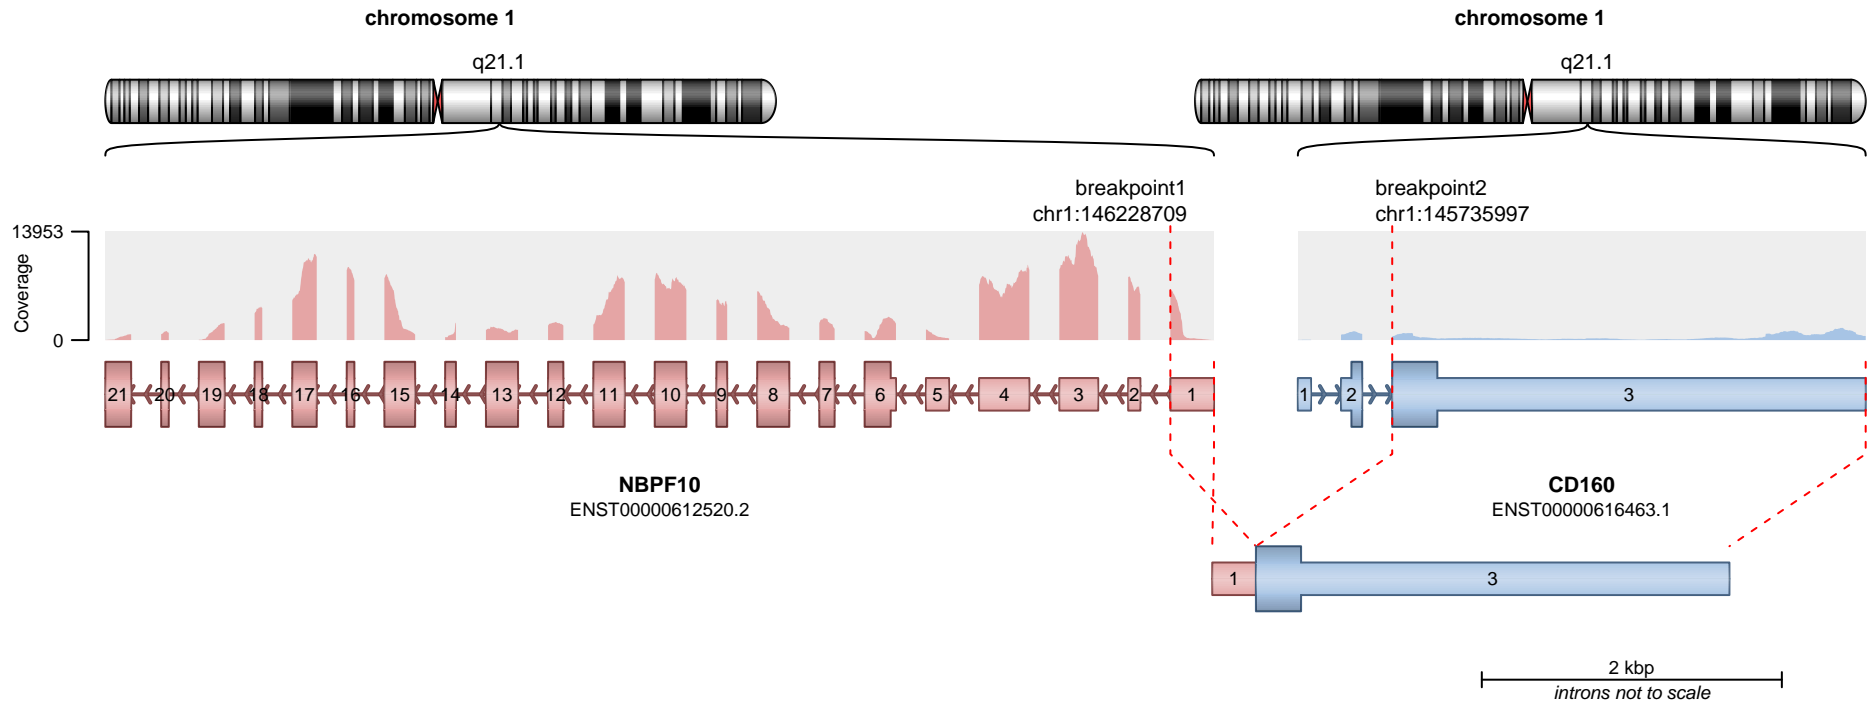 chromosome 1
chromosome 1
q21.1
q21.1
breakpoint1
chr1:146228709
breakpoint2
chr1:145735997
13953
Coverage
0
21 20 19 18 17 16 15 14 13 12 11 10 9 8 7 6 5 4 3 2 1
1 2 3
NBPF10
ENST00000612520.2
CD160
ENST00000616463.1
1 3
2 kbp
introns not to scale